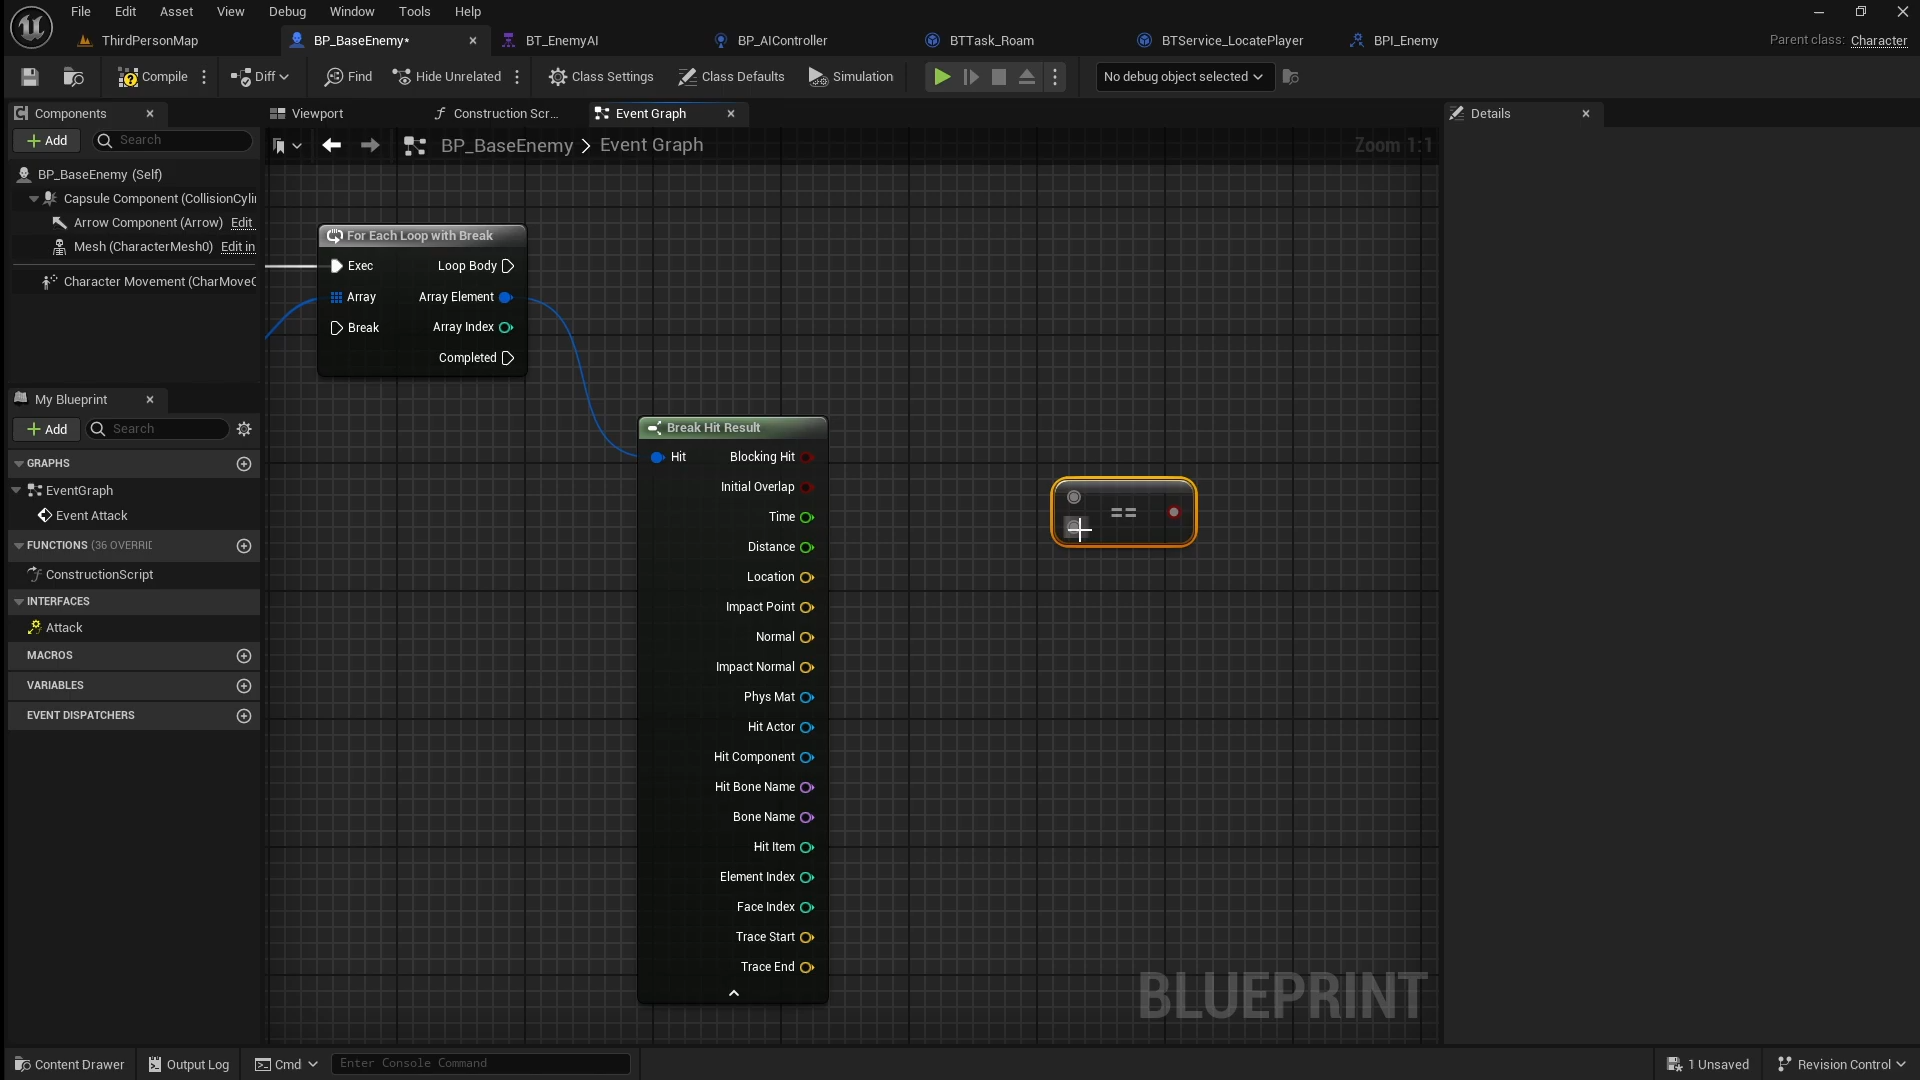 File Edit Asset View Debug Window Tools Help
ThirdPersonMap
BP_BaseEnemy*
BT_EnemyAI
BP_AIController
BTTask_Roam
BTService_LocatePlayer
BPI_Enemy
Parent class: Character
Compile
Diff
Find
Hide Unrelated
Class Settings
Class Defaults
Simulation
No debug object selected
Components
Add
Search
BP_BaseEnemy (Self)
Capsule Component (CollisionCyli
Arrow Component (Arrow) Edit
Mesh (CharacterMesh0) Edit in
Character Movement (CharMoveC
My Blueprint
Add
Search
GRAPHS
EventGraph
Event Attack
FUNCTIONS (36 OVERRID
ConstructionScript
INTERFACES
Attack
MACROS
VARIABLES
EVENT DISPATCHERS
Viewport
Construction Scr...
Event Graph
BP_BaseEnemy > Event Graph
Zoom 1:1
For Each Loop with Break
Exec Loop Body
Array Array Element
Break Array Index
Completed
Break Hit Result
Hit Blocking Hit
Initial Overlap
Time
Distance
Location
Impact Point
Normal
Impact Normal
Phys Mat
Hit Actor
Hit Component
Hit Bone Name
Bone Name
Hit Item
Element Index
Face Index
Trace Start
Trace End
==
BLUEPRINT
Details
Content Drawer
Output Log
Cmd
Enter Console Command
1 Unsaved
Revision Control